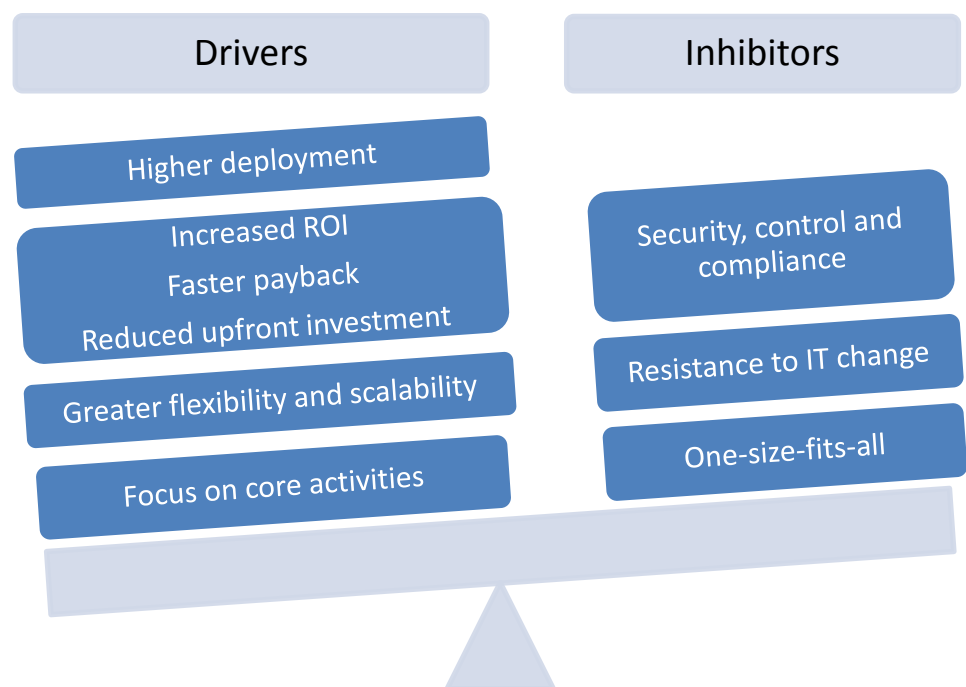 Drivers
Higher deployment
Increased ROI
Faster payback
Reduced upfront investment
Greater flexibility and scalability
Focus on core activities
Inhibitors
Security, control and
compliance
Resistance to IT change
One-size-fits-all